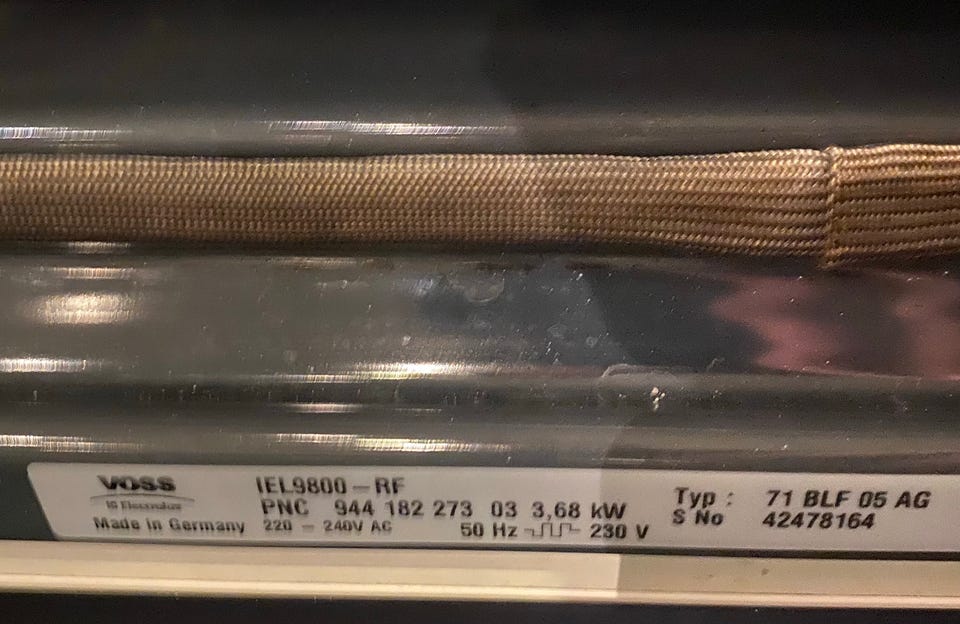 VOSS
Electrolux
Made in Germany
IEL9800-RF
PNC 944 182 273 03 3,68 kW
220 - 240V AC 50 Hz 230 V
Typ : 71 BLF 05 AG
S No 42478164